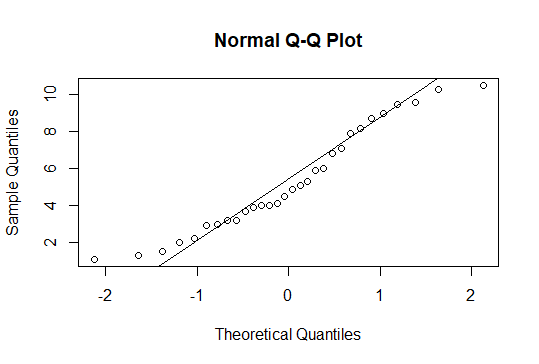 Normal Q-Q Plot
Sample Quantiles
10
8
6
4
2
-2 -1 0 1 2
Theoretical Quantiles